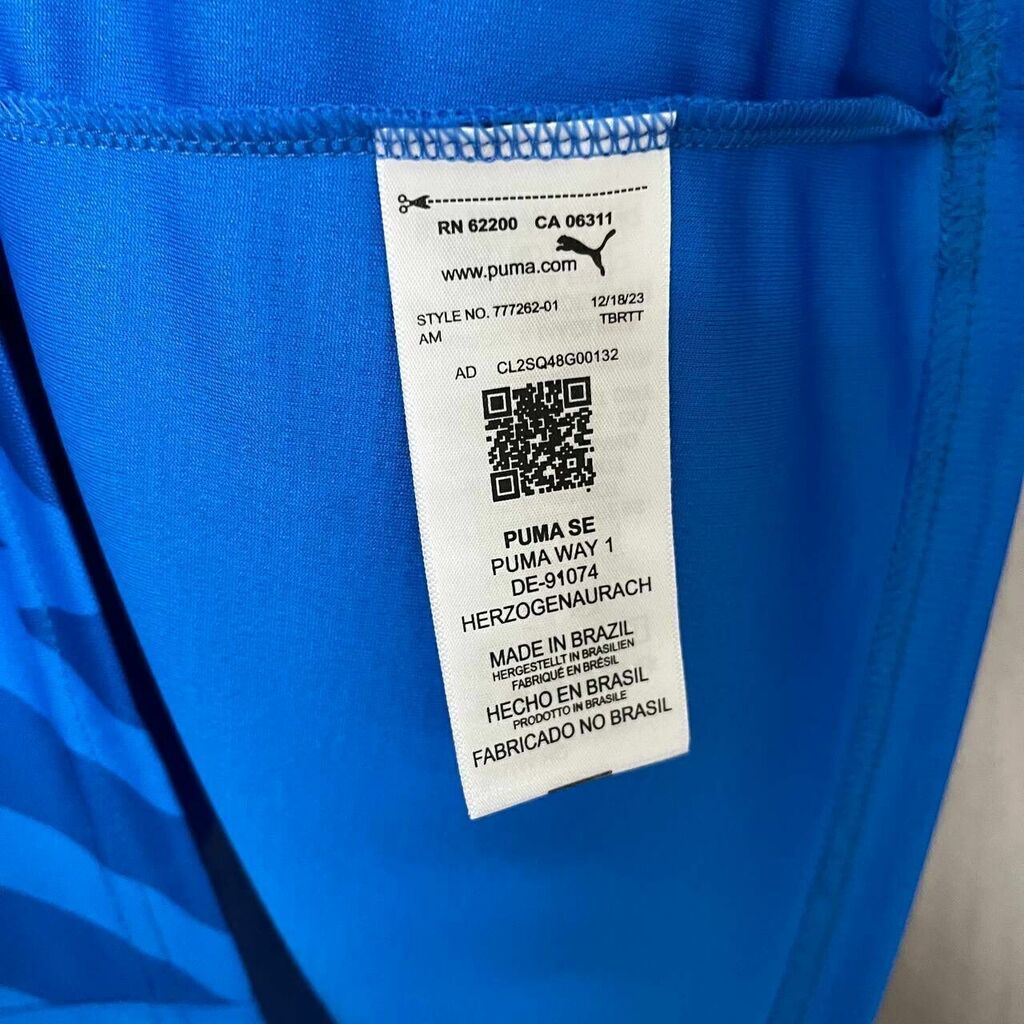 RN 62200 CA 06311
www.puma.com
STYLE NO. 777262-01 12/18/23
AM TBRTT
AD CL2SQ48G00132
PUMA SE
PUMA WAY 1
DE-91074
HERZOGENAURACH
MADE IN BRAZIL
HERGESTELLT IN BRASILIEN
FABRIQUÉ EN BRÉSIL
HECHO EN BRASIL
PRODOTTO IN BRASILE
FABRICADO NO BRASIL